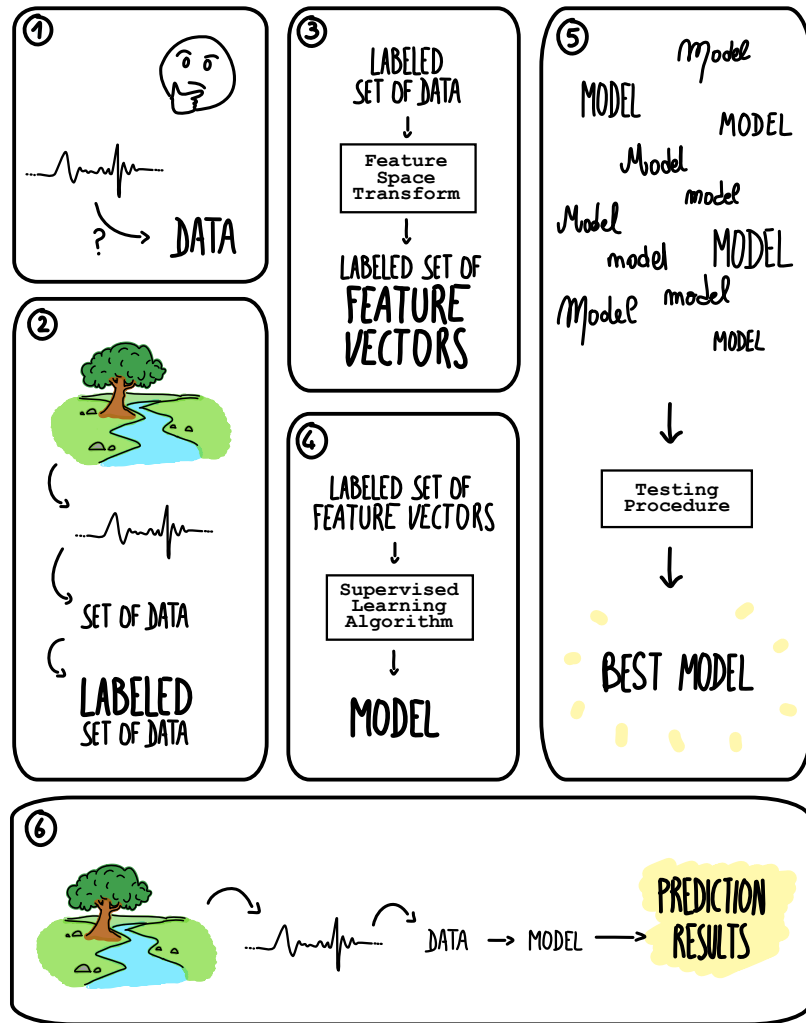 1
?
DATA
2
SET OF DATA
LABELED
SET OF DATA
3
LABELED
SET OF DATA
Feature
Space
Transform
LABELED SET OF
FEATURE
VECTORS
4
LABELED SET OF
FEATURE VECTORS
Supervised
Learning
Algorithm
MODEL
5
Model
MODEL
MODEL
Model
model
Model
MODEL
model
model
Model
MODEL
Testing
Procedure
BEST MODEL
6
DATA
MODEL
PREDICTION
RESULTS